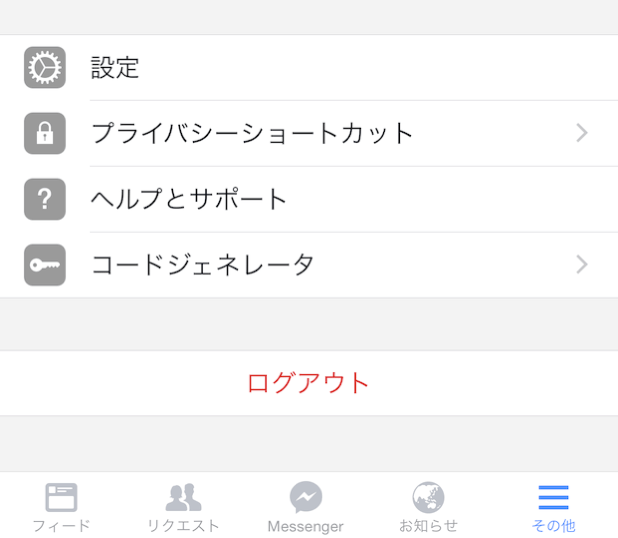 設定
プライバシーショートカット
ヘルプとサポート
コードジェネレータ
ログアウト
フィード
リクエスト
Messenger
お知らせ
その他